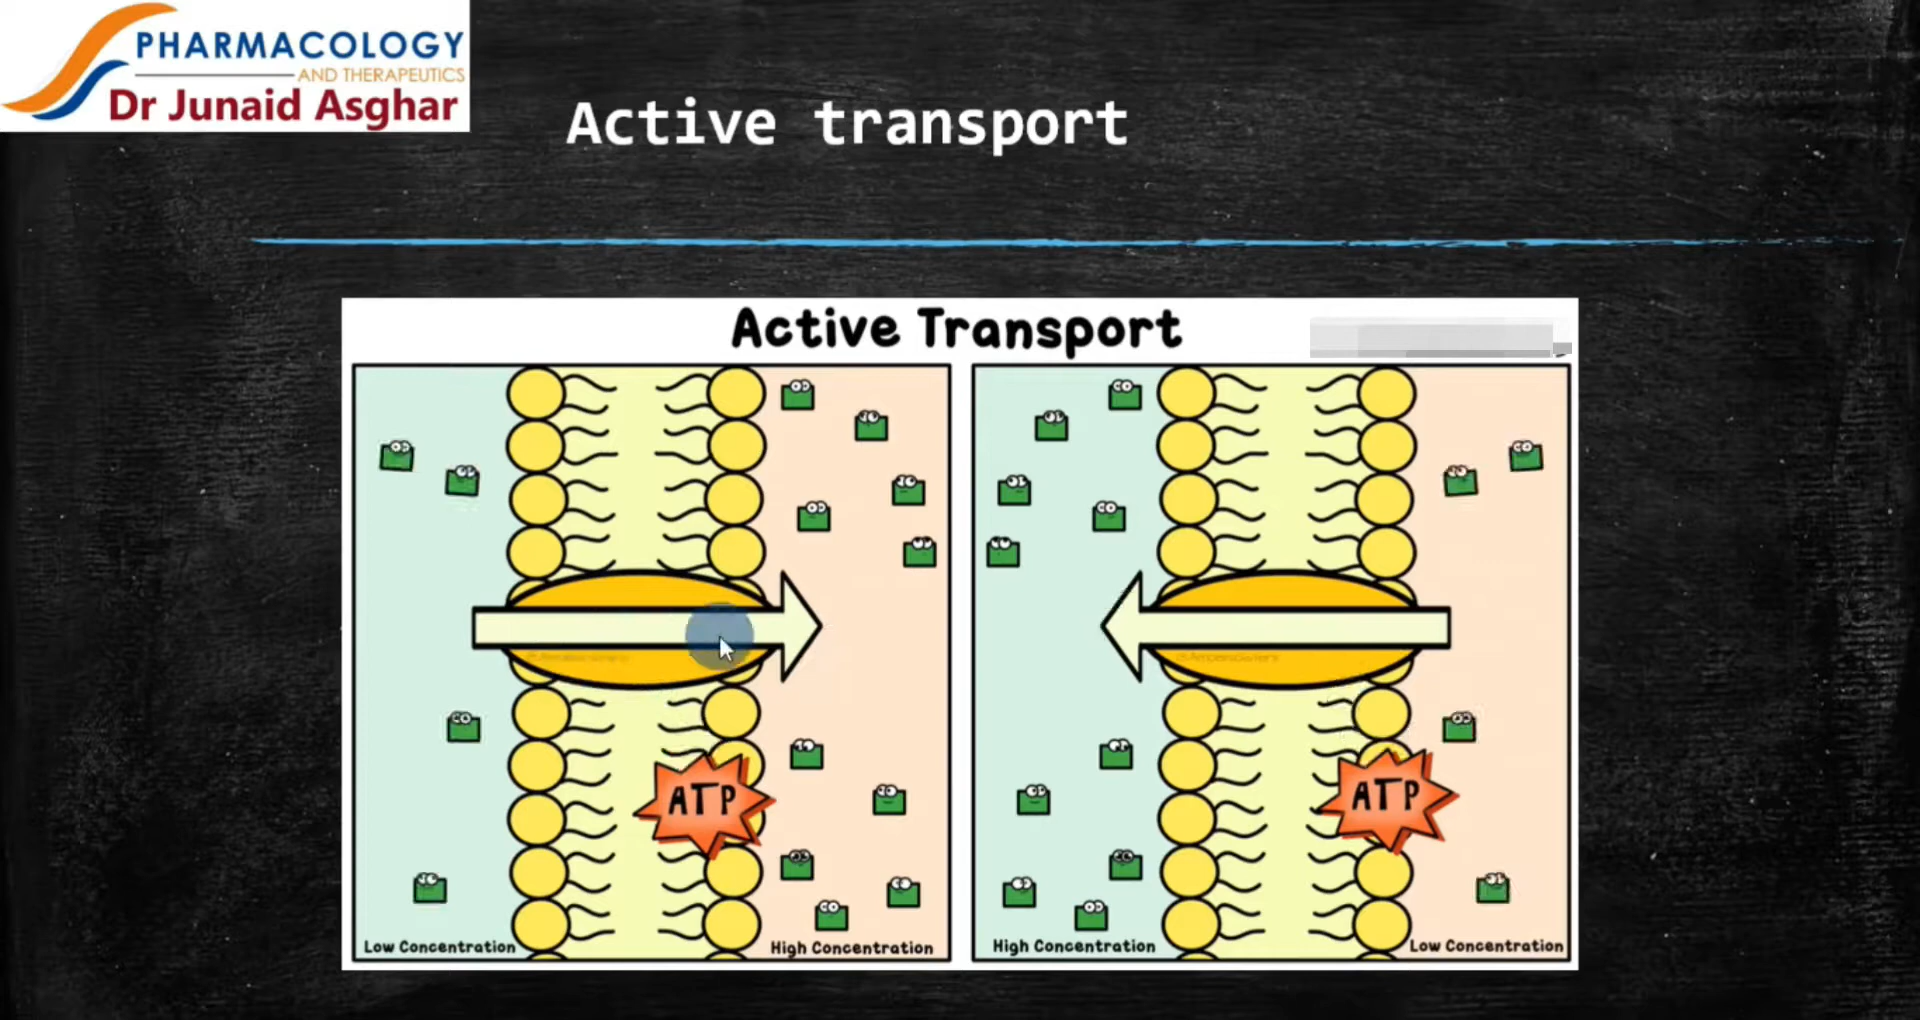 PHARMACOLOGY
AND THERAPEUTICS
Dr Junaid Asghar
Active transport
Active Transport
ATP
ATP
Low Concentration
High Concentration
High Concentration
Low Concentration